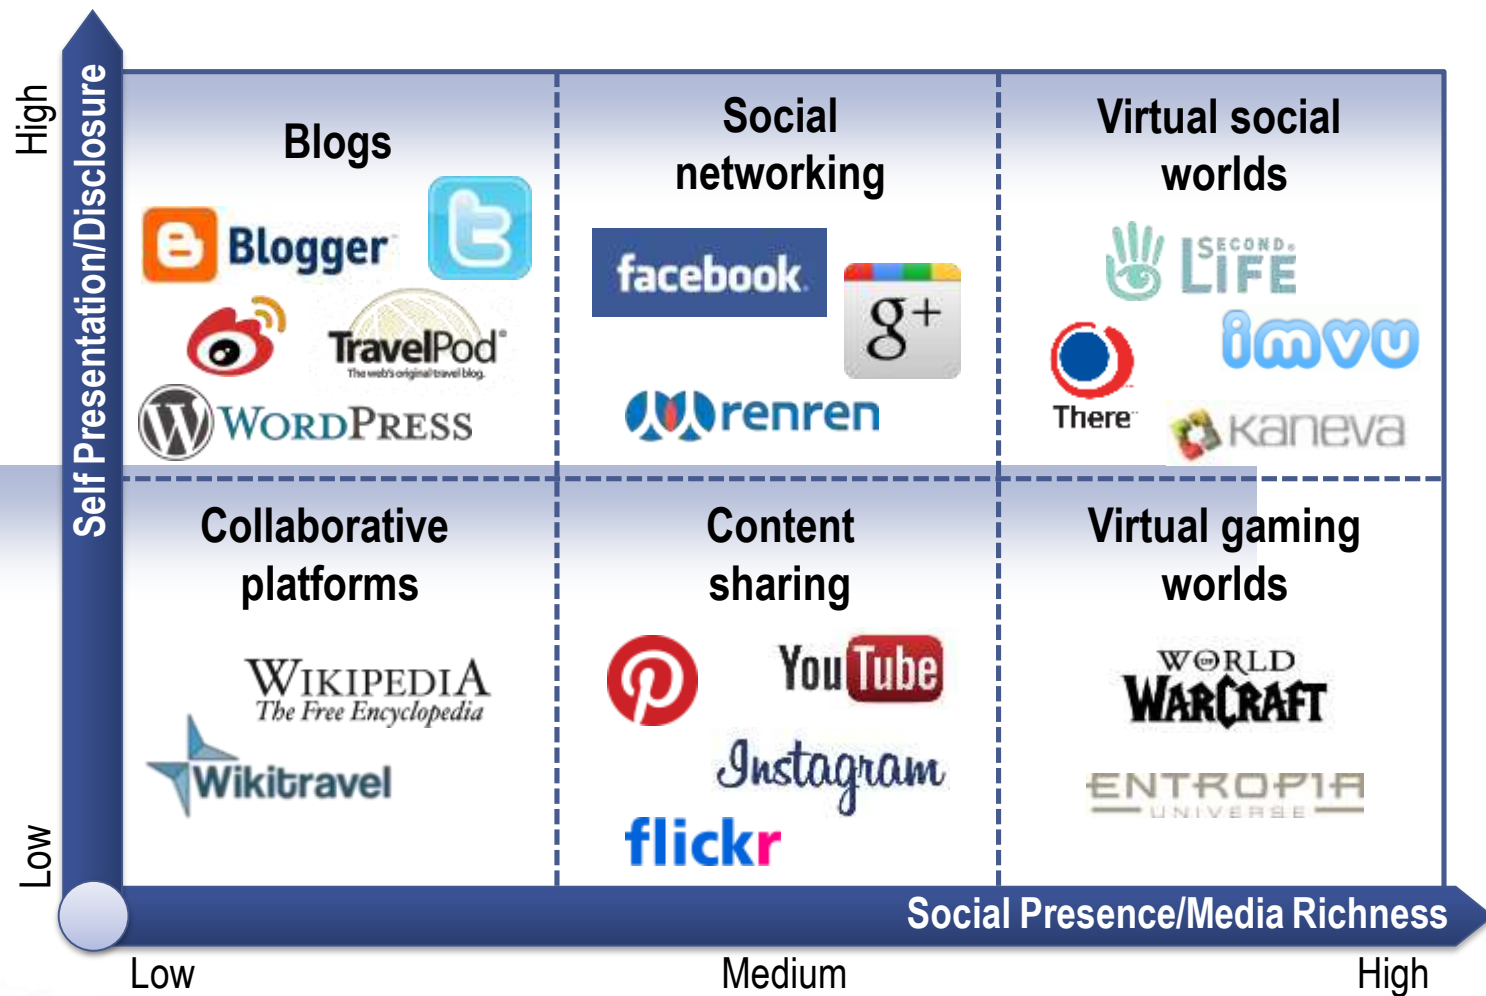 High
Self Presentation/Disclosure
Low
Blogs
Blogger
TravelPod
The web's original travel blog.
WORDPRESS
Social
networking
facebook
g+
renren
Virtual social
worlds
SECOND
LIFE
imvu
There
kaneva
Collaborative
platforms
WIKIPEDIA
The Free Encyclopedia
Wikitravel
Content
sharing
YouTube
Instagram
flickr
Virtual gaming
worlds
WORLD
OF
WARCRAFT
ENTROPIA
UNIVERSE
Social Presence/Media Richness
Low
Medium
High